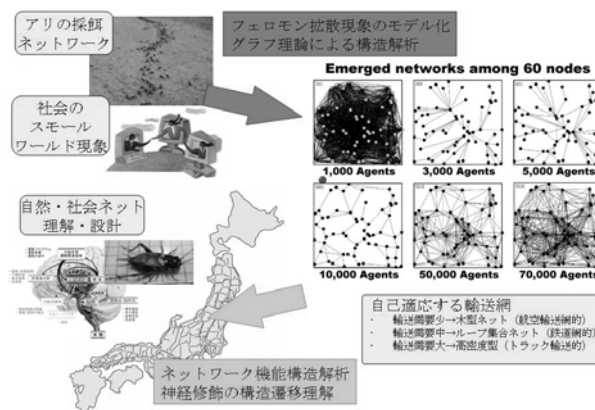 アリの採餌
ネットワーク
フェロモン拡散現象のモデル化
グラフ理論による構造解析
社会の
スモール
ワールド現象
Emerged networks among 60 nodes
1,000 Agents
3,000 Agents
5,000 Agents
10,000 Agents
50,000 Agents
70,000 Agents
自然・社会ネット
理解・設計
自己適応する輸送網
・ 輸送需要少→木型ネット（航空輸送網的）
・ 輸送需要中→ループ集合ネット（鉄道網的）
・ 輸送需要大→高密度型（トラック輸送的）
ネットワーク機能構造解析
神経修飾の構造遷移理解